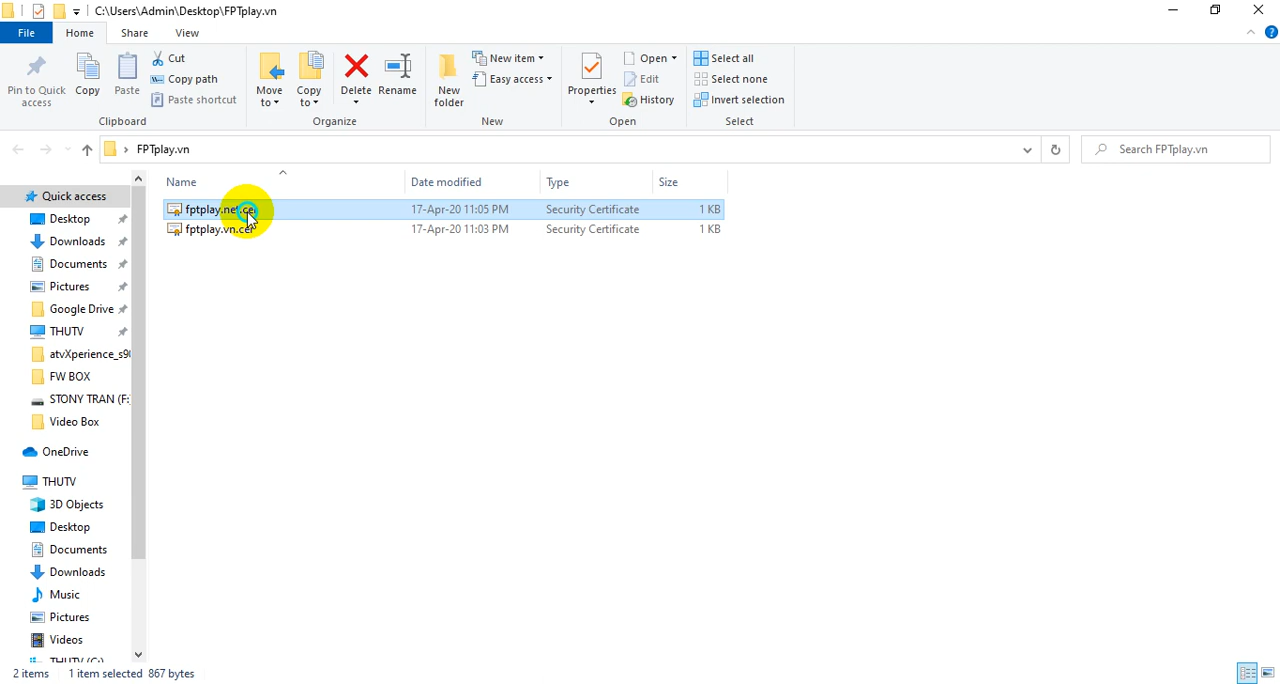 C:\Users\Admin\Desktop\FPTplay.vn
File Home Share View
Pin to Quick access
Copy
Paste
Cut
Copy path
Paste shortcut
Clipboard
Move to
Copy to
Delete
Rename
Organize
New folder
New item
Easy access
New
Properties
Open
Edit
History
Open
Select all
Select none
Invert selection
Select
FPTplay.vn
Search FPTplay.vn
Name Date modified Type Size
fptplay.net.cer 17-Apr-20 11:05 PM Security Certificate 1 KB
fptplay.vn.cer 17-Apr-20 11:03 PM Security Certificate 1 KB
Quick access
Desktop
Downloads
Documents
Pictures
Google Drive
THUTV
atvXperience_s90
FW BOX
STONY TRAN (F:
Video Box
OneDrive
THUTV
3D Objects
Desktop
Documents
Downloads
Music
Pictures
Videos
THUTV (C:)
2 items 1 item selected 867 bytes